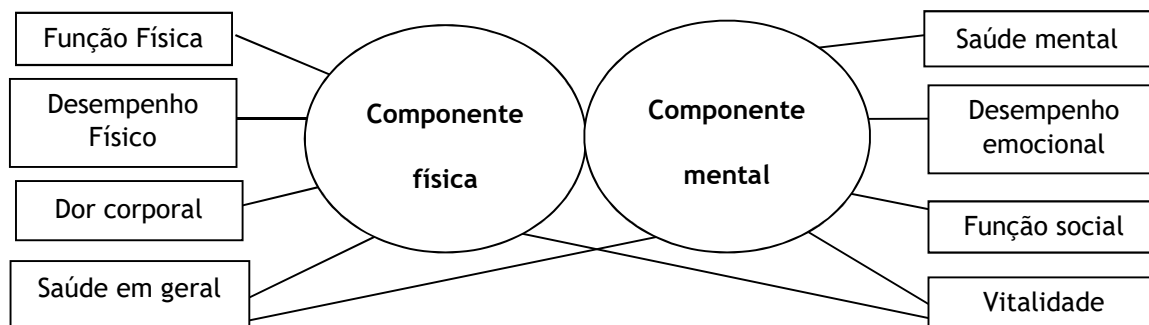 Função Física
Desempenho
Físico
Dor corporal
Saúde em geral
Componente
física
Componente
mental
Saúde mental
Desempenho
emocional
Função social
Vitalidade